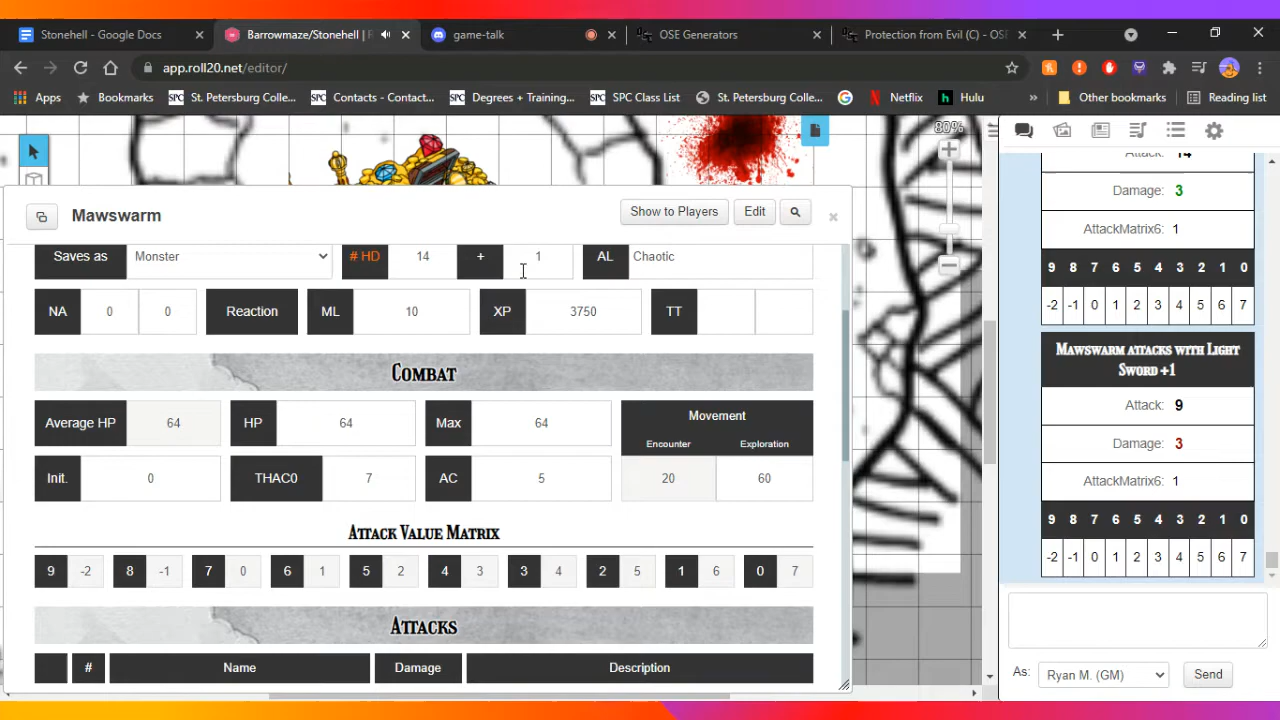 Stonehell - Google Docs
Barrowmaze/Stonehell |
game-talk
OSE Generators
Protection from Evil (C) - OS
app.roll20.net/editor/
Apps
Bookmarks
SPC
St. Petersburg Colle...
SPC
Contacts - Contact...
SPC
Degrees + Training...
SPC
SPC Class List
St. Petersburg Colle...
Netflix
h
Hulu
»
Other bookmarks
Reading list
80%
Mawswarm
Show to Players
Edit
Saves as
Monster
# HD
14
+
1
AL
Chaotic
NA
0
0
Reaction
ML
10
XP
3750
TT
Combat
Average HP
64
HP
64
Max
64
Movement
Encounter
Exploration
Init.
0
THAC0
7
AC
5
20
60
Attack Value Matrix
9 -2 8 -1 7 0 6 1 5 2 4 3 3 4 2 5 1 6 0 7
Attacks
#
Name
Damage
Description
Attack: 14
Damage: 3
AttackMatrix6: 1
9 8 7 6 5 4 3 2 1 0
-2 -1 0 1 2 3 4 5 6 7
Mawswarm attacks with Light
Sword +1
Attack: 9
Damage: 3
AttackMatrix6: 1
9 8 7 6 5 4 3 2 1 0
-2 -1 0 1 2 3 4 5 6 7
As:
Ryan M. (GM)
Send